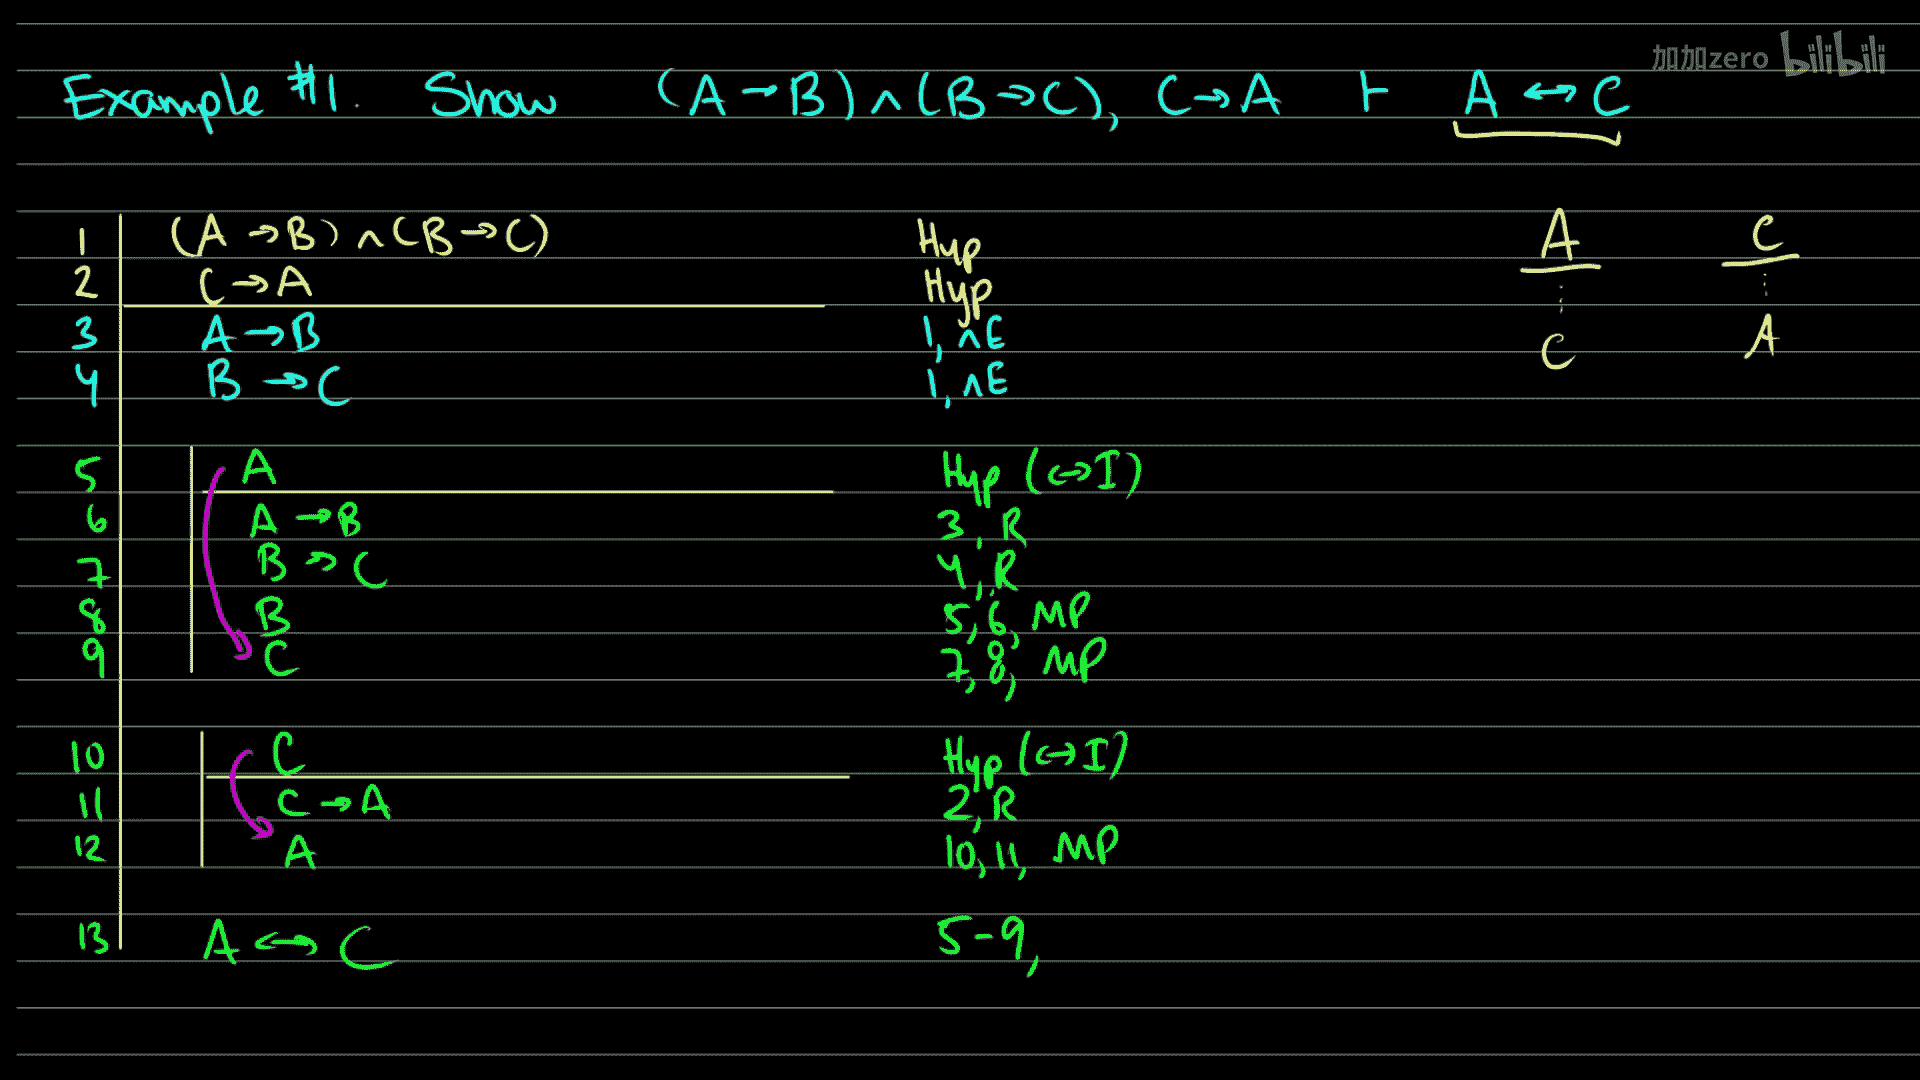 加加zero bilibili
Example #1. Show (A → B) ∧ (B → C), C → A ⊢ A ↔ C
1 (A → B) ∧ (B → C) Hyp
2 C → A Hyp
3 A → B 1, ∧E
4 B → C 1, ∧E
A C
⋮ ⋮
C A
5 A Hyp (↔I)
6 A → B 3, R
7 B → C 4, R
8 B 5, 6, MP
9 C 7, 8, MP
10 C Hyp (↔I)
11 C → A 2, R
12 A 10, 11, MP
13 A ↔ C 5-9,